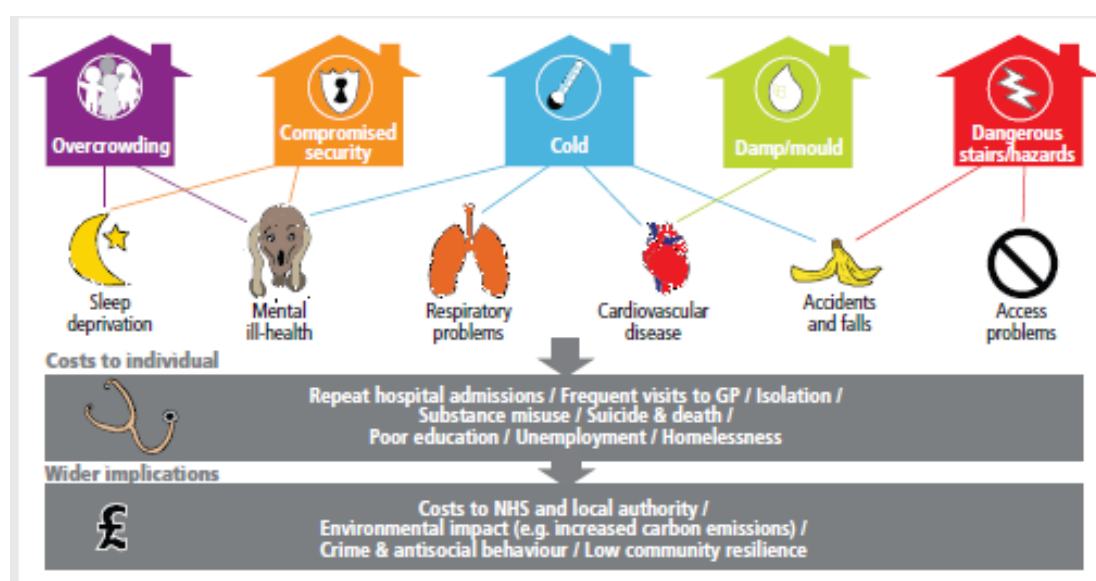 Overcrowding
Compromised
security
Cold
Damp/mould
Dangerous
stairs/hazards
Sleep
deprivation
Mental
ill-health
Respiratory
problems
Cardiovascular
disease
Accidents
and falls
Access
problems
Costs to individual
Repeat hospital admissions / Frequent visits to GP / Isolation /
Substance misuse / Suicide & death /
Poor education / Unemployment / Homelessness
Wider implications
£
Costs to NHS and local authority /
Environmental impact (e.g. increased carbon emissions) /
Crime & antisocial behaviour / Low community resilience